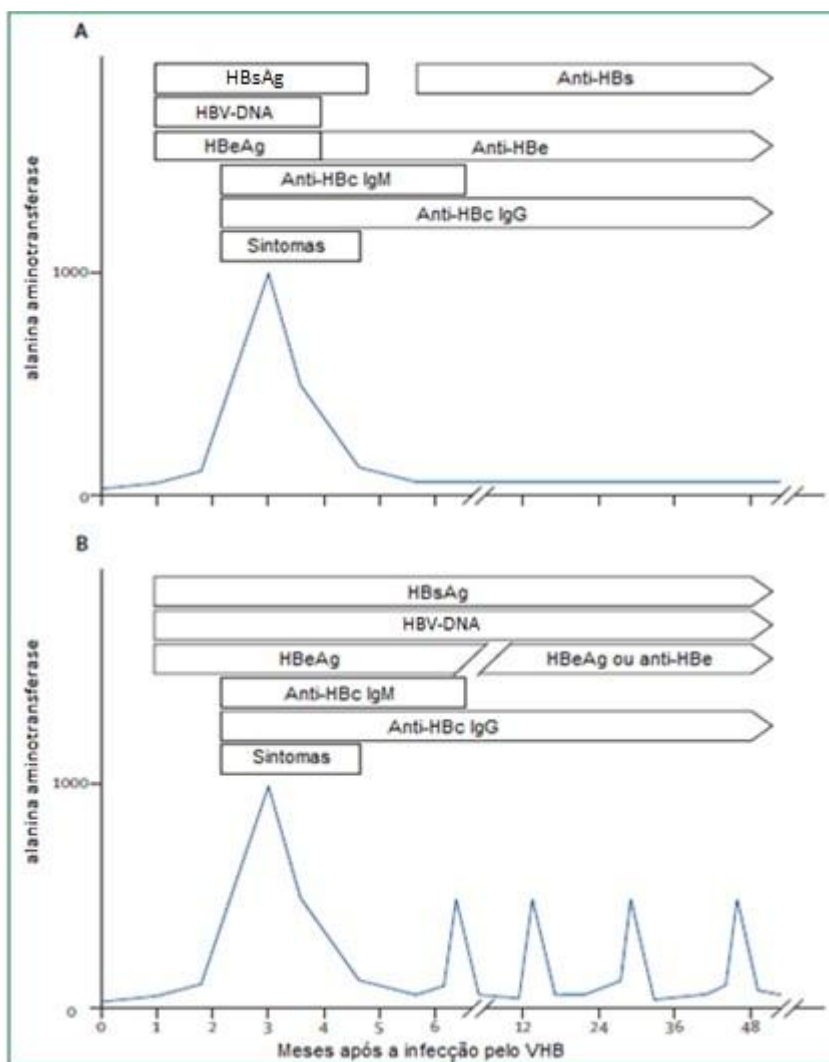 A
HBsAg Anti-HBs
HBV-DNA
HBeAg Anti-HBe
Anti-HBc IgM
Anti-HBc IgG
Sintomas
1000
alanina aminotransferase
0
B
HBsAg
HBV-DNA
HBeAg HBeAg ou anti-HBe
Anti-HBc IgM
Anti-HBc IgG
Sintomas
1000
alanina aminotransferase
0
0 1 2 3 4 5 6 12 24 36 48
Meses após a infecção pelo VHB